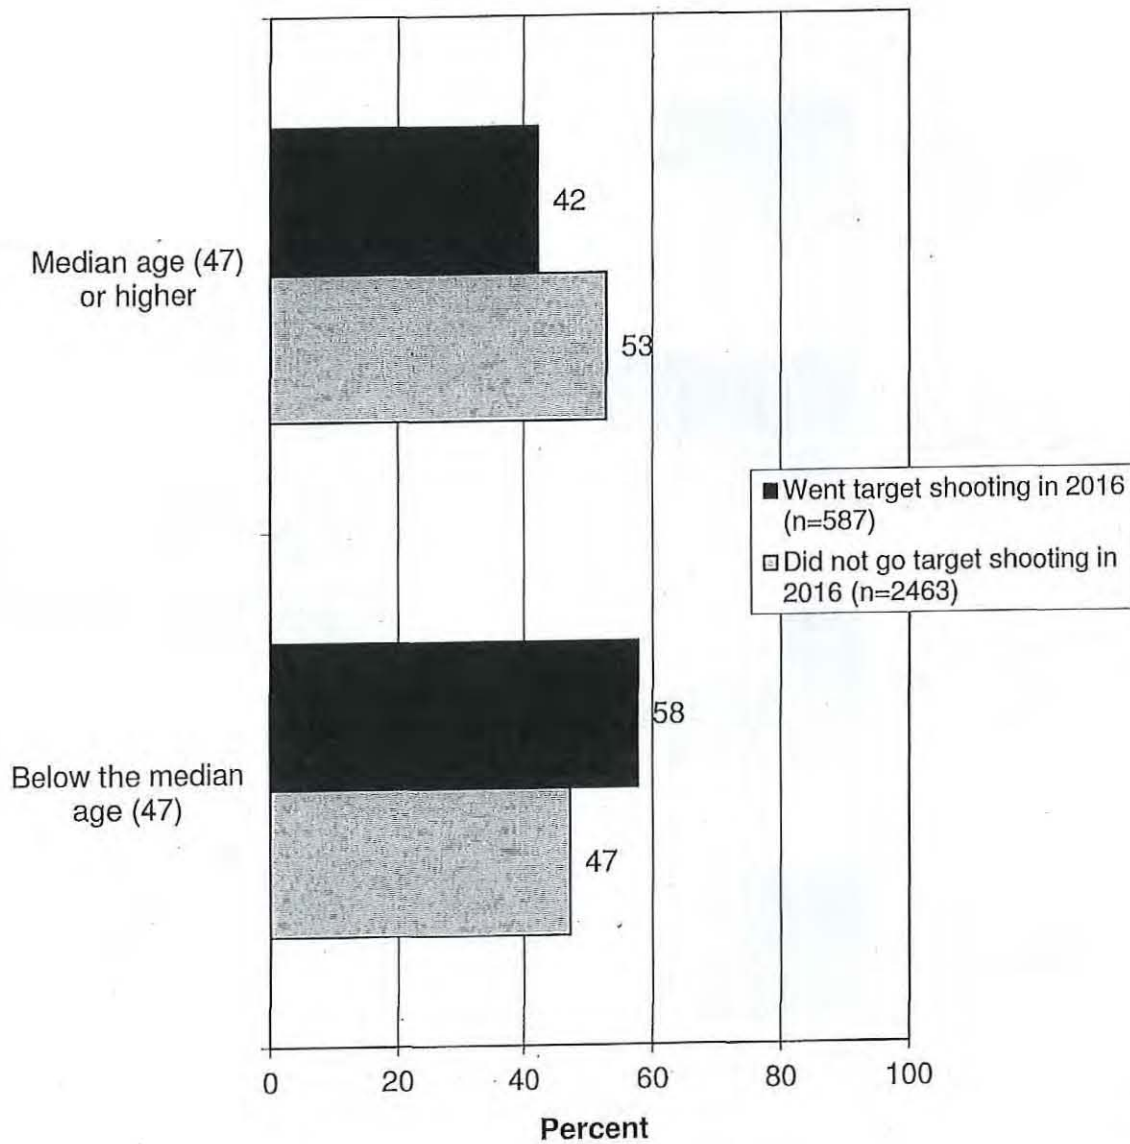 Median age (47)
or higher
42
53
Went target shooting in 2016
(n=587)
Did not go target shooting in
2016 (n=2463)
Below the median
age (47)
58
47
0 20 40 60 80 100
Percent